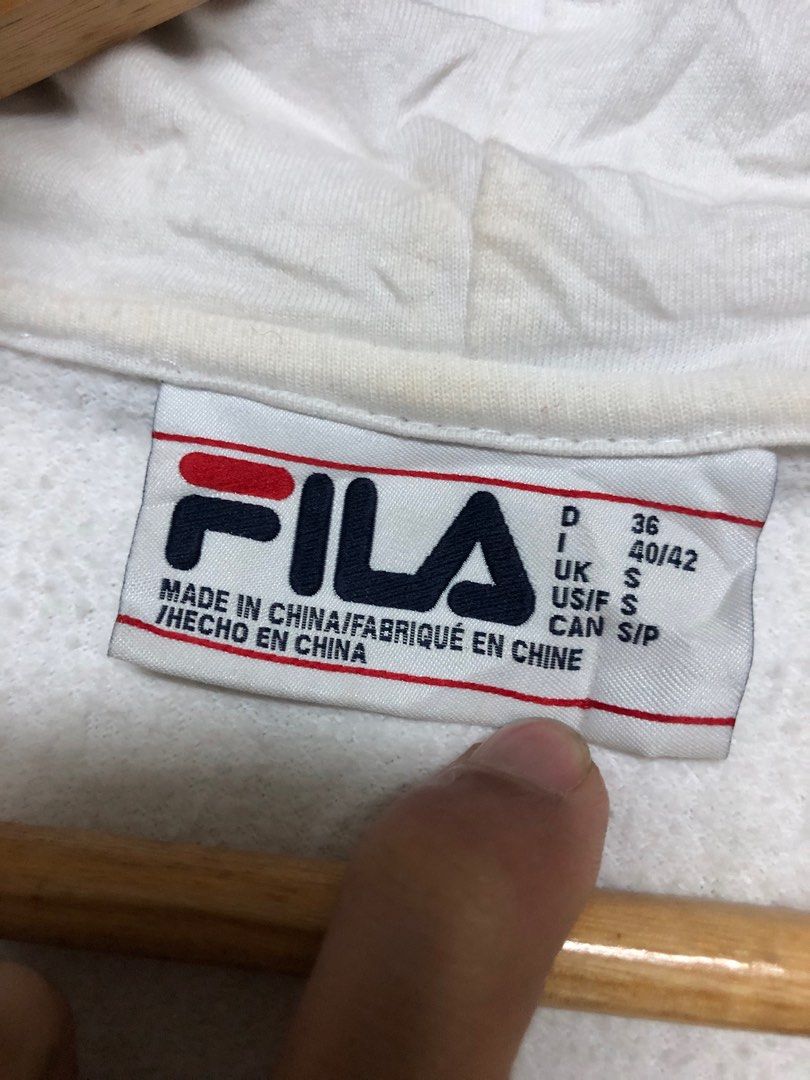 FILA
MADE IN CHINA/FABRIQUÉ EN CHINE
/HECHO EN CHINA
D 36
I 40/42
UK S
US/F S
CAN S/P